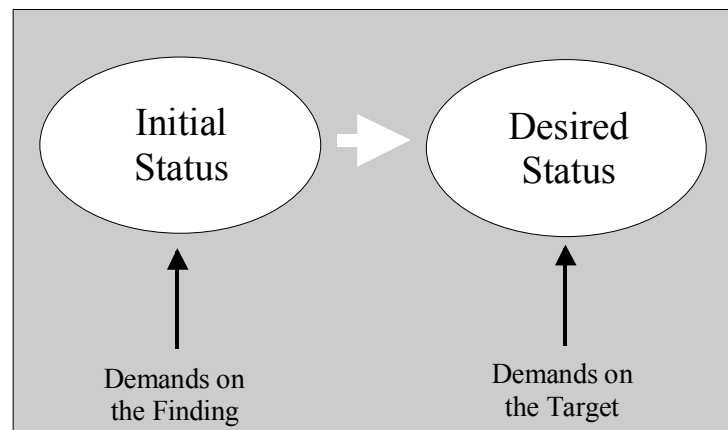 Initial
Status
Desired
Status
Demands on
the Finding
Demands on
the Target